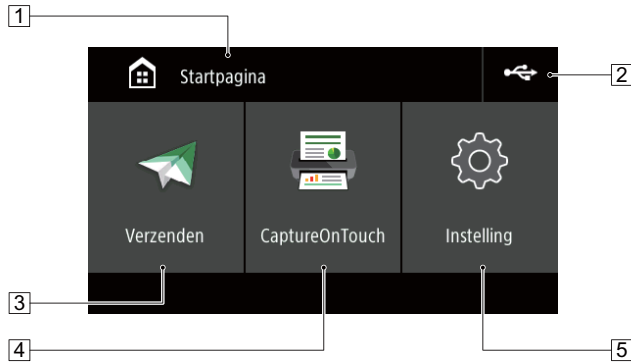 1
Startpagina
2
Verzenden
CaptureOnTouch
Instelling
3
4
5